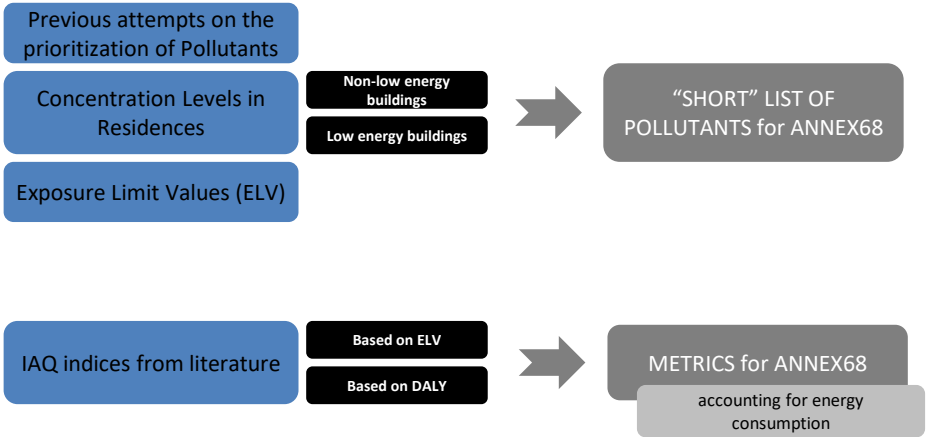 Previous attempts on the
prioritization of Pollutants
Concentration Levels in
Residences
Non-low energy
buildings
Low energy buildings
Exposure Limit Values (ELV)
“SHORT” LIST OF
POLLUTANTS for ANNEX68
IAQ indices from literature
Based on ELV
Based on DALY
METRICS for ANNEX68
accounting for energy
consumption